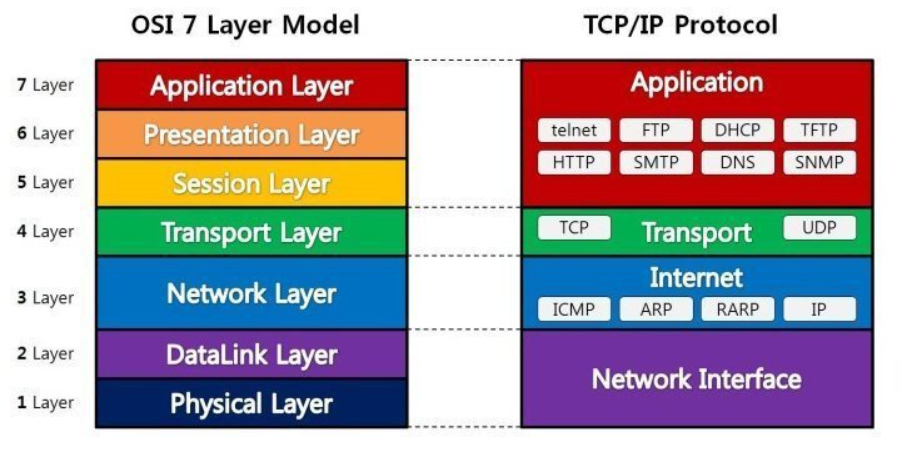 OSI 7 Layer Model
TCP/IP Protocol
7 Layer
Application Layer
6 Layer
Presentation Layer
5 Layer
Session Layer
4 Layer
Transport Layer
3 Layer
Network Layer
2 Layer
DataLink Layer
1 Layer
Physical Layer
Application
telnet FTP DHCP TFTP
HTTP SMTP DNS SNMP
TCP Transport UDP
Internet
ICMP ARP RARP IP
Network Interface